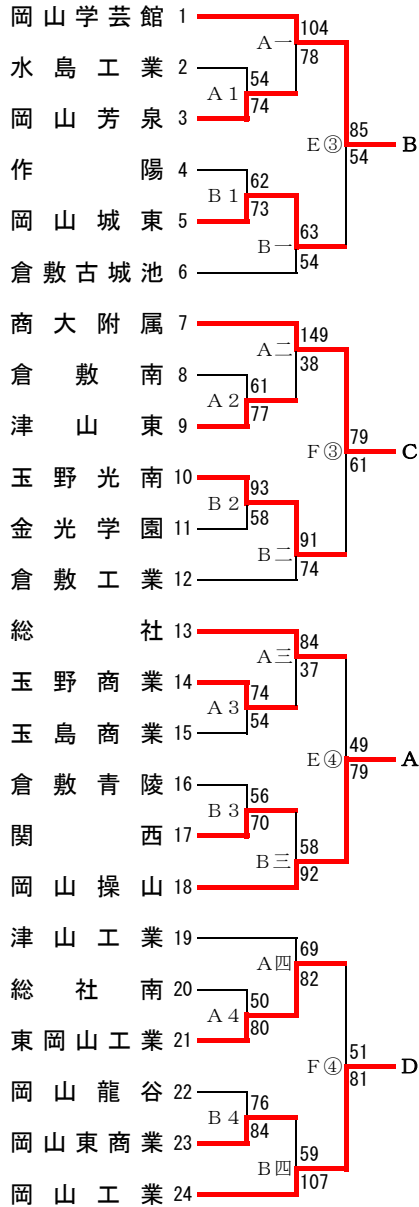 岡山学芸館 1
104
A一
78
水島工業 2
54
A1
74
岡山芳泉 3
85
E③
54
B
作陽 4
62
B1
73
岡山城東 5
63
B一
54
倉敷古城池 6
商大附属 7
149
A二
38
倉敷南 8
61
A2
77
津山東 9
79
F③
61
C
玉野光南 10
93
B2
58
金光学園 11
91
B二
74
倉敷工業 12
総社 13
84
A三
37
玉野商業 14
74
A3
54
玉島商業 15
49
E④
79
A
倉敷青陵 16
56
B3
70
関西 17
58
B三
92
岡山操山 18
津山工業 19
69
A四
82
総社南 20
50
A4
80
東岡山工業 21
51
F④
81
D
岡山龍谷 22
76
B4
84
岡山東商業 23
59
B四
107
岡山工業 24